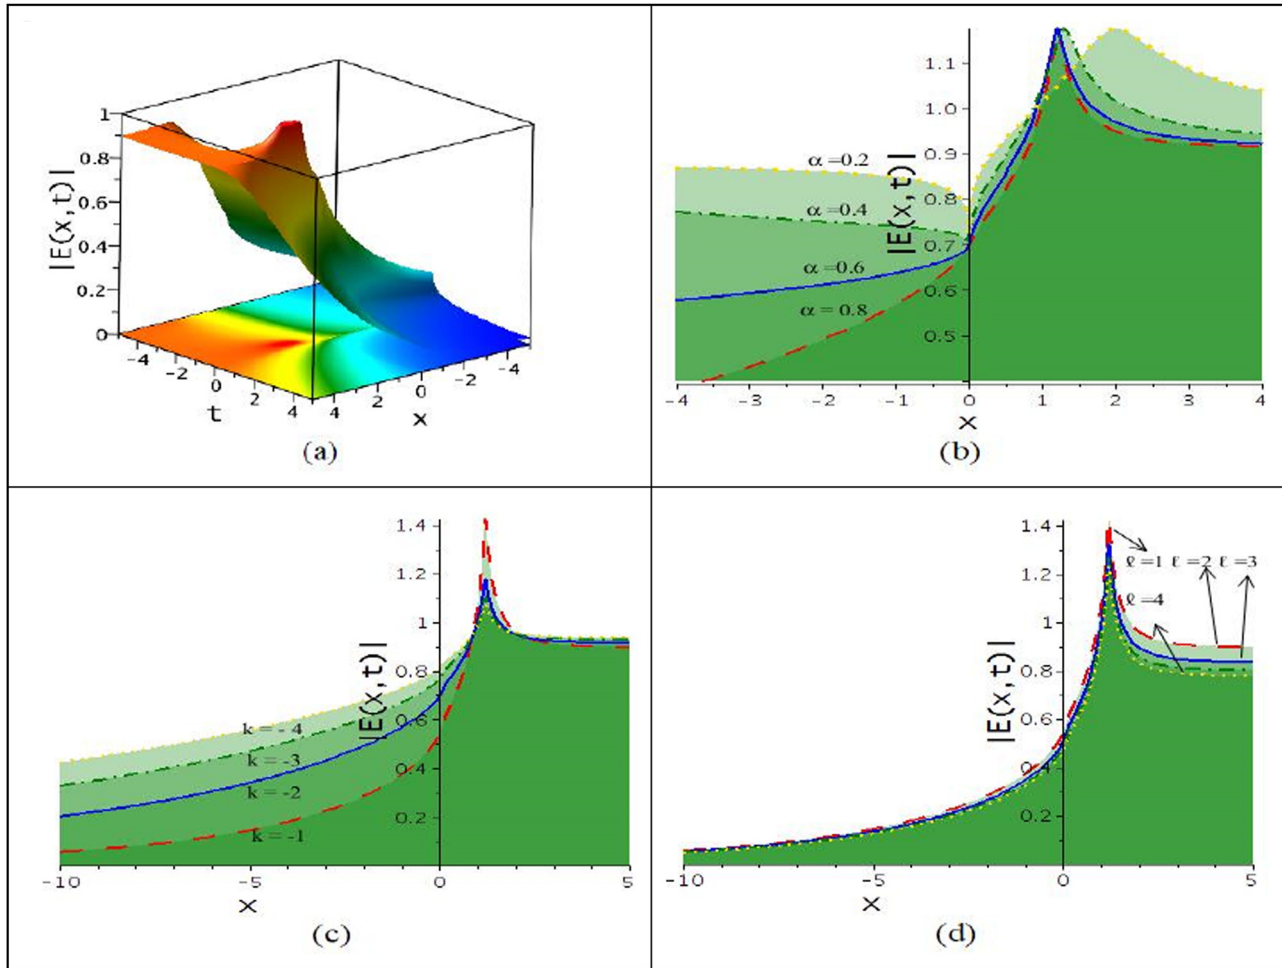 |E(x,t)|
1
0.8
0.6
0.4
0.2
0
-4
-2
0
2
4
t
4
2
0
-2
-4
x
(a)
|E(x,t)|
1.1
1.0
0.9
0.8
0.7
0.6
0.5
α=0.2
α=0.4
α =0.6
α = 0.8
-4 -3 -2 -1 0 1 2 3 4
x
(b)
|E(x,t)|
1.4
1.2
1
0.8
0.6
0.4
0.2
k = - 4
k = -3
k = -2
k = -1
-10 -5 0 5
x
(c)
|E(x,t)|
1.4
1.2
1
0.8
0.6
0.4
0.2
ℓ =1 ℓ =2 ℓ =3
ℓ =4
-10 -5 0 5
x
(d)